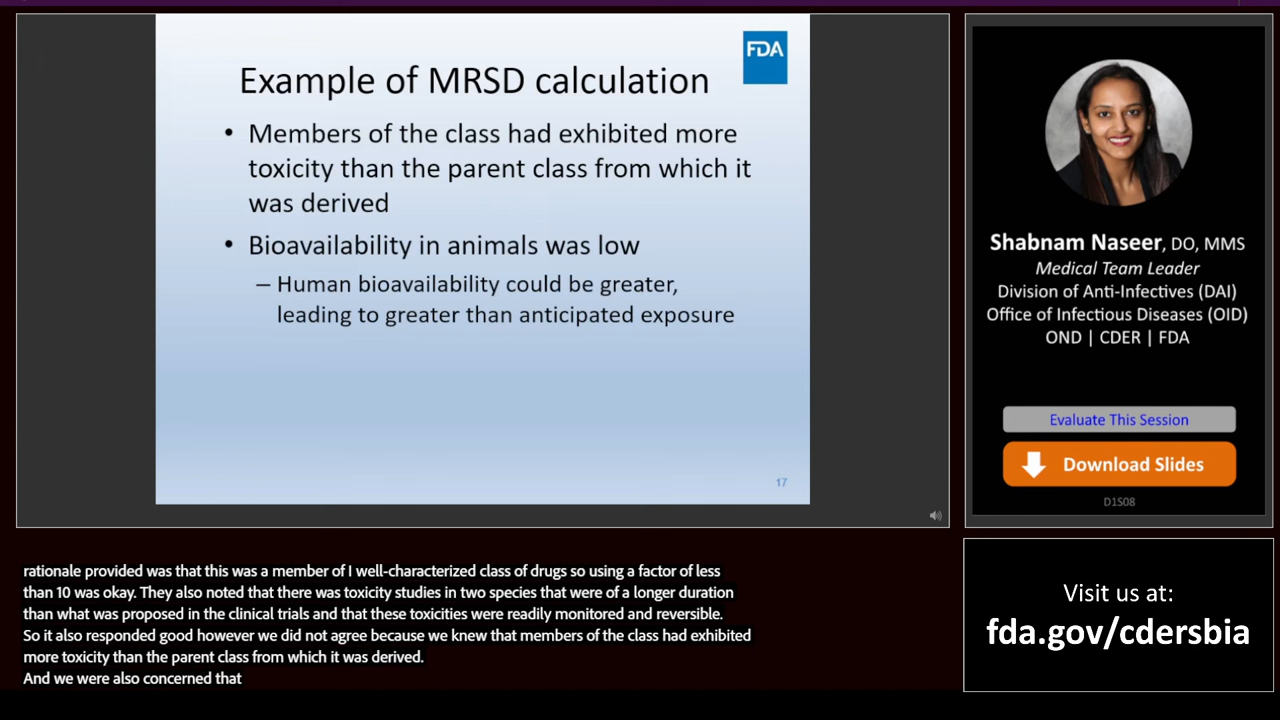 FDA
Example of MRSD calculation
• Members of the class had exhibited more
toxicity than the parent class from which it
was derived
• Bioavailability in animals was low
– Human bioavailability could be greater,
leading to greater than anticipated exposure
17
Shabnam Naseer, DO, MMS
Medical Team Leader
Division of Anti-Infectives (DAI)
Office of Infectious Diseases (OID)
OND | CDER | FDA
Evaluate This Session
Download Slides
D1S08
rationale provided was that this was a member of I well-characterized class of drugs so using a factor of less
than 10 was okay. They also noted that there was toxicity studies in two species that were of a longer duration
than what was proposed in the clinical trials and that these toxicities were readily monitored and reversible.
So it also responded good however we did not agree because we knew that members of the class had exhibited
more toxicity than the parent class from which it was derived.
And we were also concerned that
Visit us at:
fda.gov/cdersbia